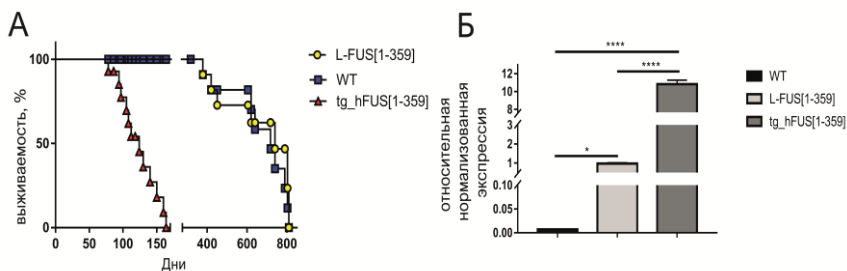 А
выживаемость, %
100
50
0
0
50
100
150
400
600
800
Дни
L-FUS[1-359]
WT
tg_hFUS[1-359]
Б
относительная
нормализованная
экспрессия
12
10
8
3
2
1
0.10
0.05
0.00
****
****
*
WT
L-FUS[1-359]
tg_hFUS[1-359]